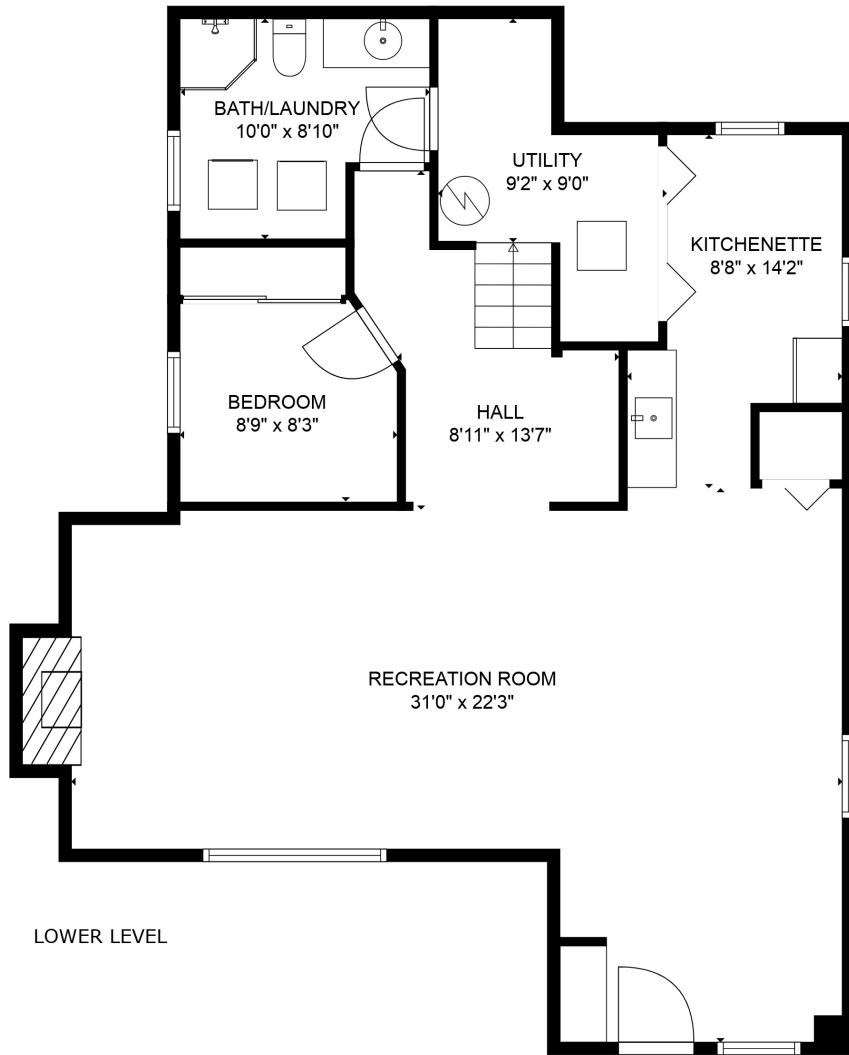 BATH/LAUNDRY
10'0" x 8'10"
UTILITY
9'2" x 9'0"
KITCHENETTE
8'8" x 14'2"
BEDROOM
8'9" x 8'3"
HALL
8'11" x 13'7"
RECREATION ROOM
31'0" x 22'3"
LOWER LEVEL